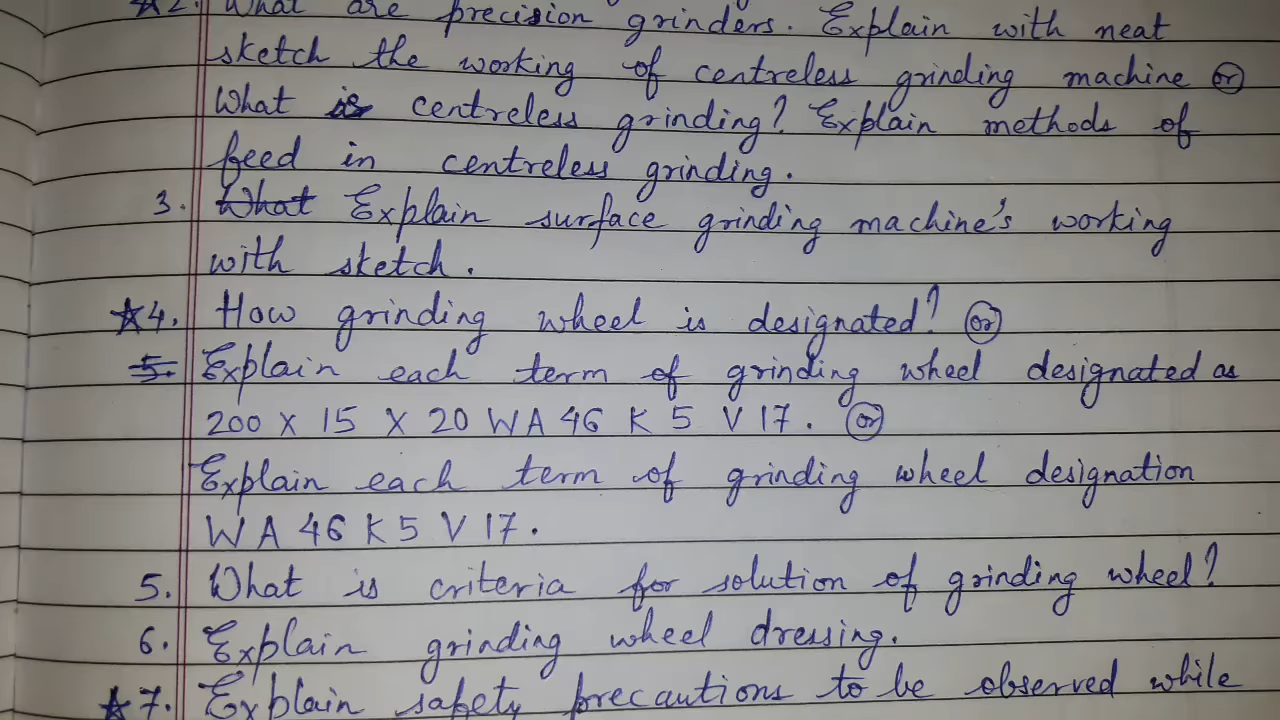 ☆2. What are precision grinders. Explain with neat
sketch the working of centreless grinding machine (or)
What is centreless grinding? Explain methods of
feed in centreless grinding.
3. What Explain surface grinding machine's working
with sketch.
☆4. How grinding wheel is designated? (or)
5. Explain each term of grinding wheel designated as
200 X 15 X 20 WA 46 K 5 V 17. (or)
Explain each term of grinding wheel designation
WA 46 K 5 V 17.
5. What is criteria for solution of grinding wheel?
6. Explain grinding wheel dressing.
☆7. Explain safety precautions to be observed while